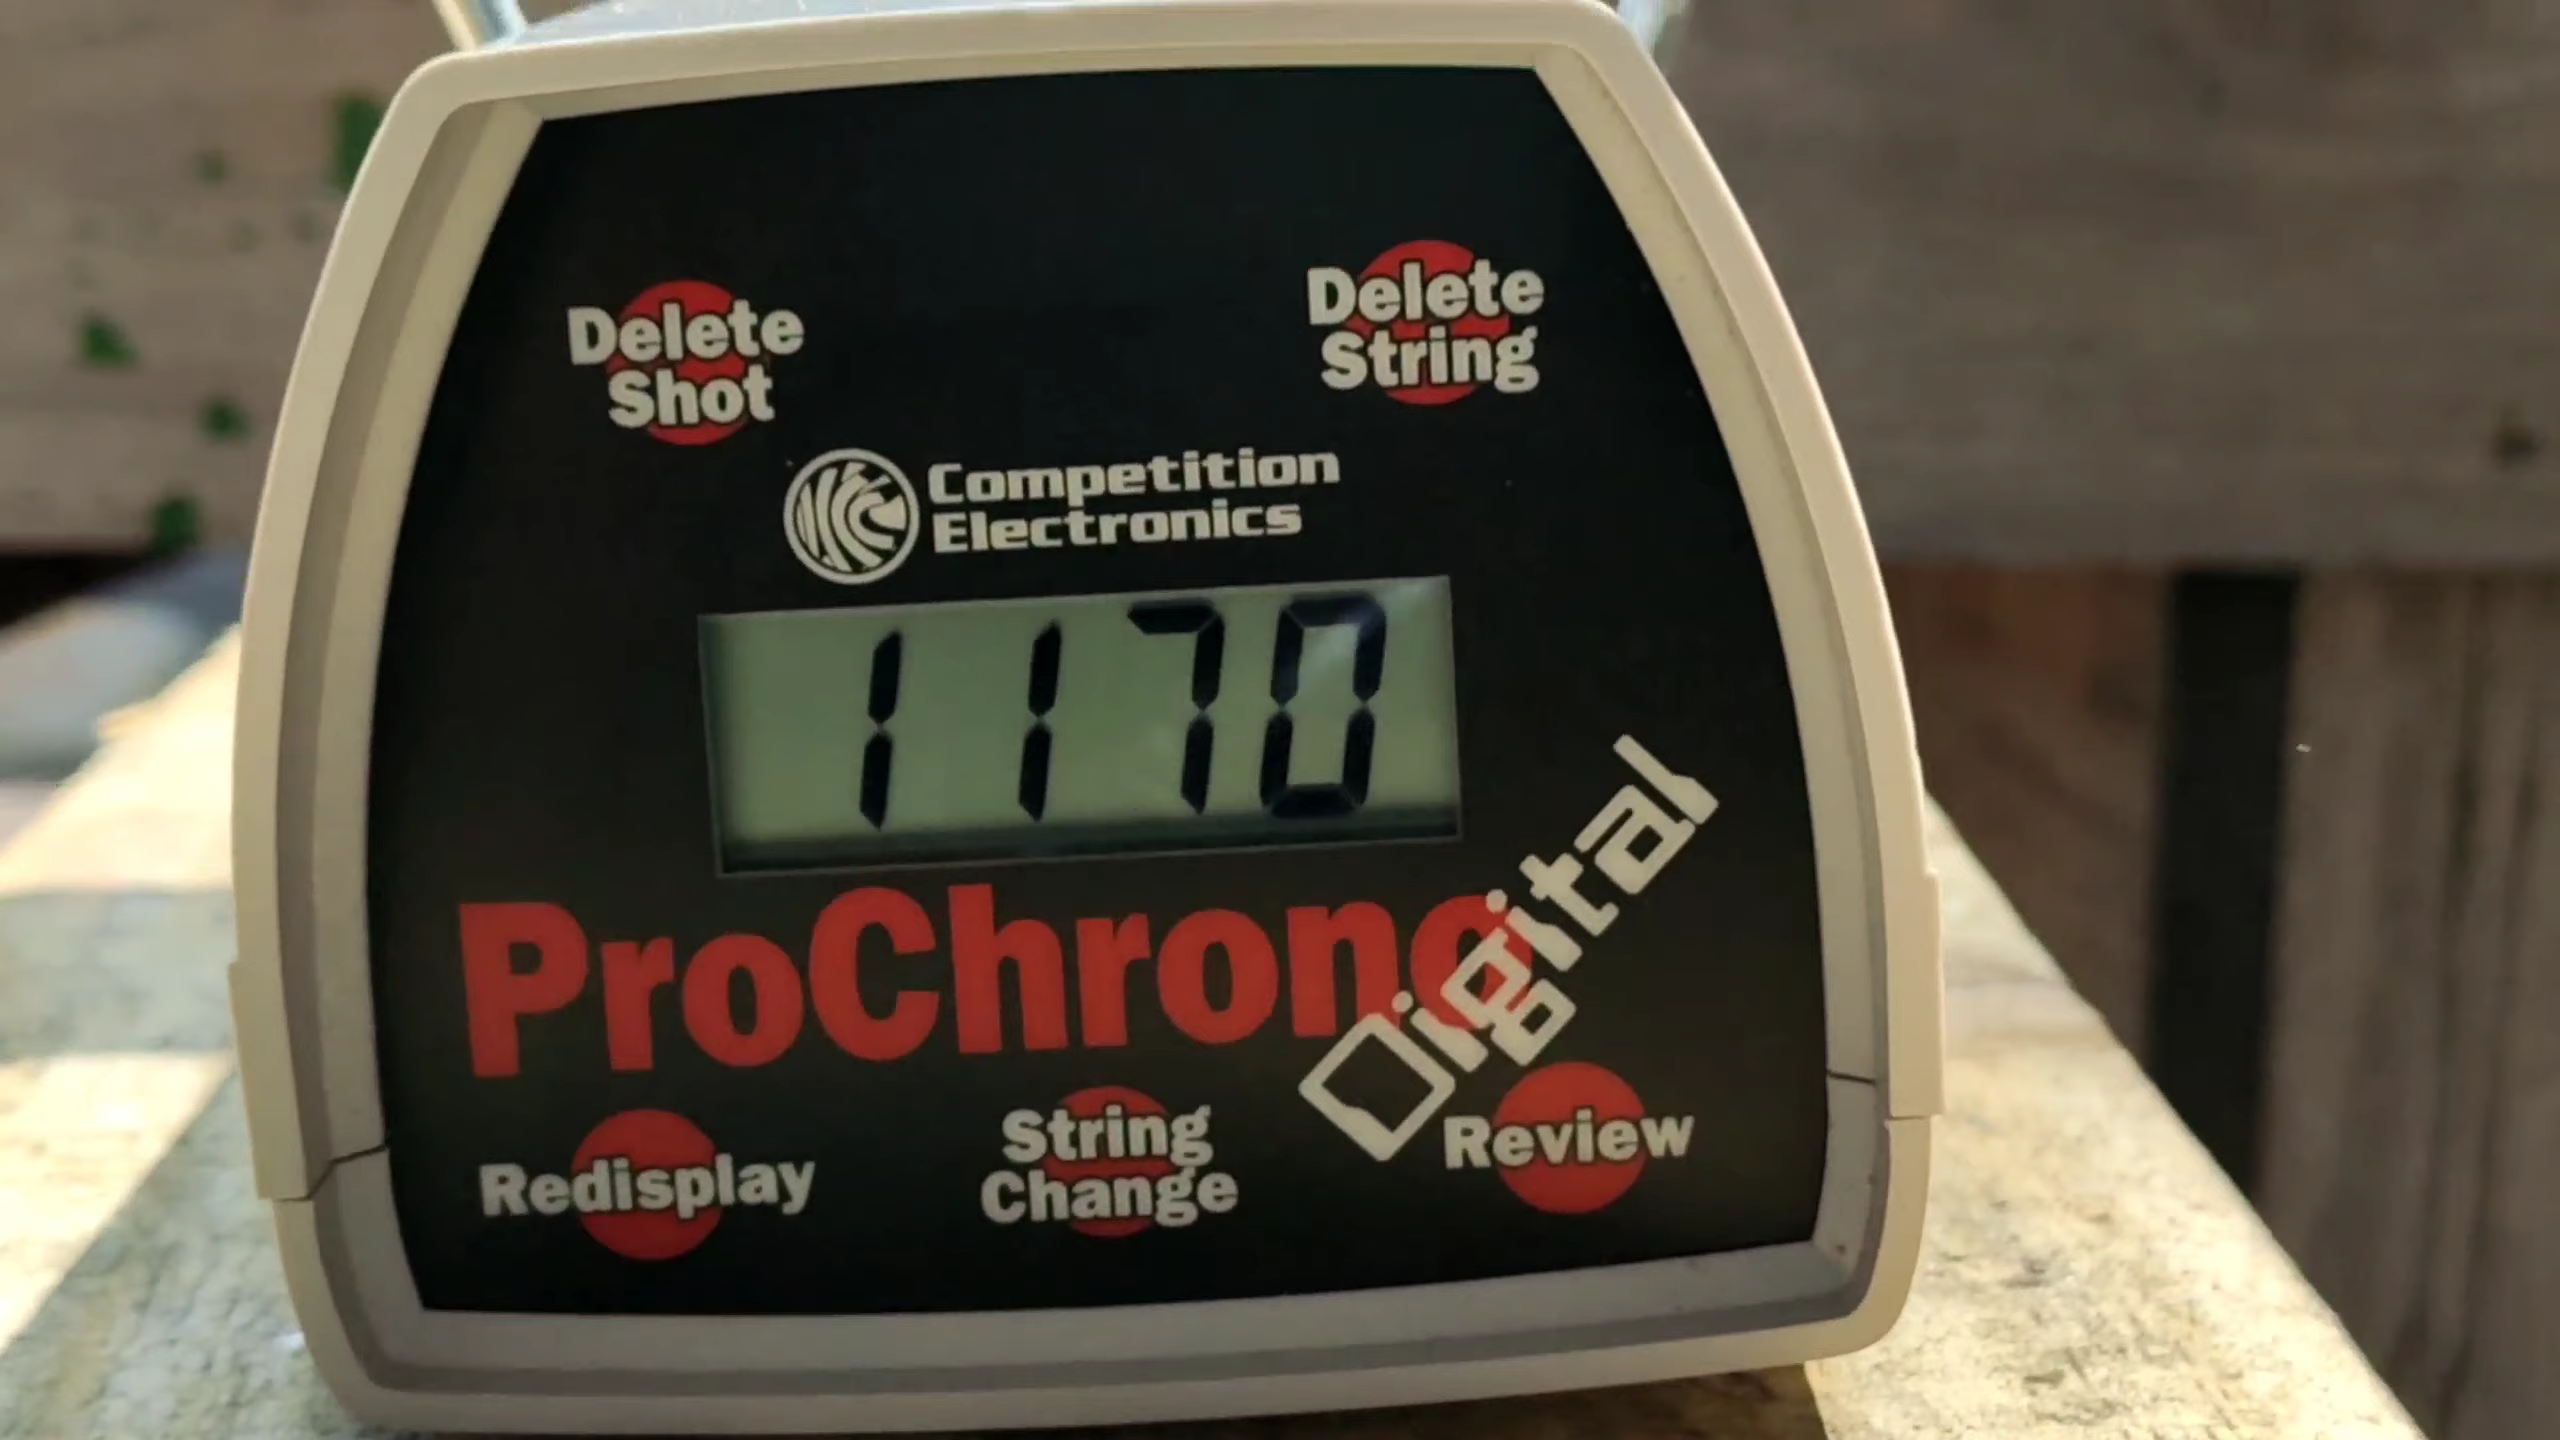 Delete
Shot
Delete
String
Competition
Electronics
1170
ProChrono
Digital
Redisplay
String
Change
Review